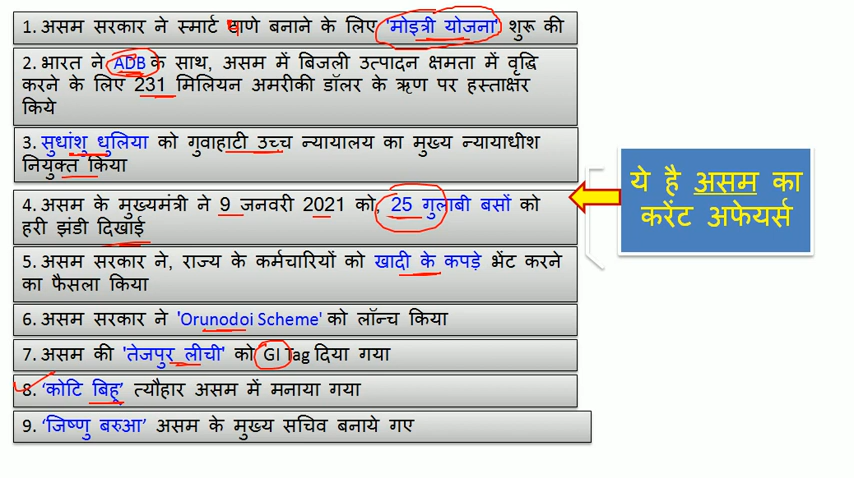 1. असम सरकार ने स्मार्ट थाणे बनाने के लिए 'मोइत्री योजना' शुरू की
2. भारत ने ADB के साथ, असम में बिजली उत्पादन क्षमता में वृद्धि
करने के लिए 231 मिलियन अमरीकी डॉलर के ऋण पर हस्ताक्षर
किये
3. सुधांशु धुलिया को गुवाहाटी उच्च न्यायालय का मुख्य न्यायाधीश
नियुक्त किया
4. असम के मुख्यमंत्री ने 9 जनवरी 2021 को, 25 गुलाबी बसों को
हरी झंडी दिखाई
5. असम सरकार ने, राज्य के कर्मचारियों को खादी के कपड़े भेंट करने
का फैसला किया
6. असम सरकार ने 'Orunodoi Scheme' को लॉन्च किया
7. असम की 'तेजपुर लीची' को GI Tag दिया गया
8. ‘कोटि बिहू’ त्यौहार असम में मनाया गया
9. ‘जिष्णु बरुआ’ असम के मुख्य सचिव बनाये गए
ये है असम का
करेंट अफेयर्स